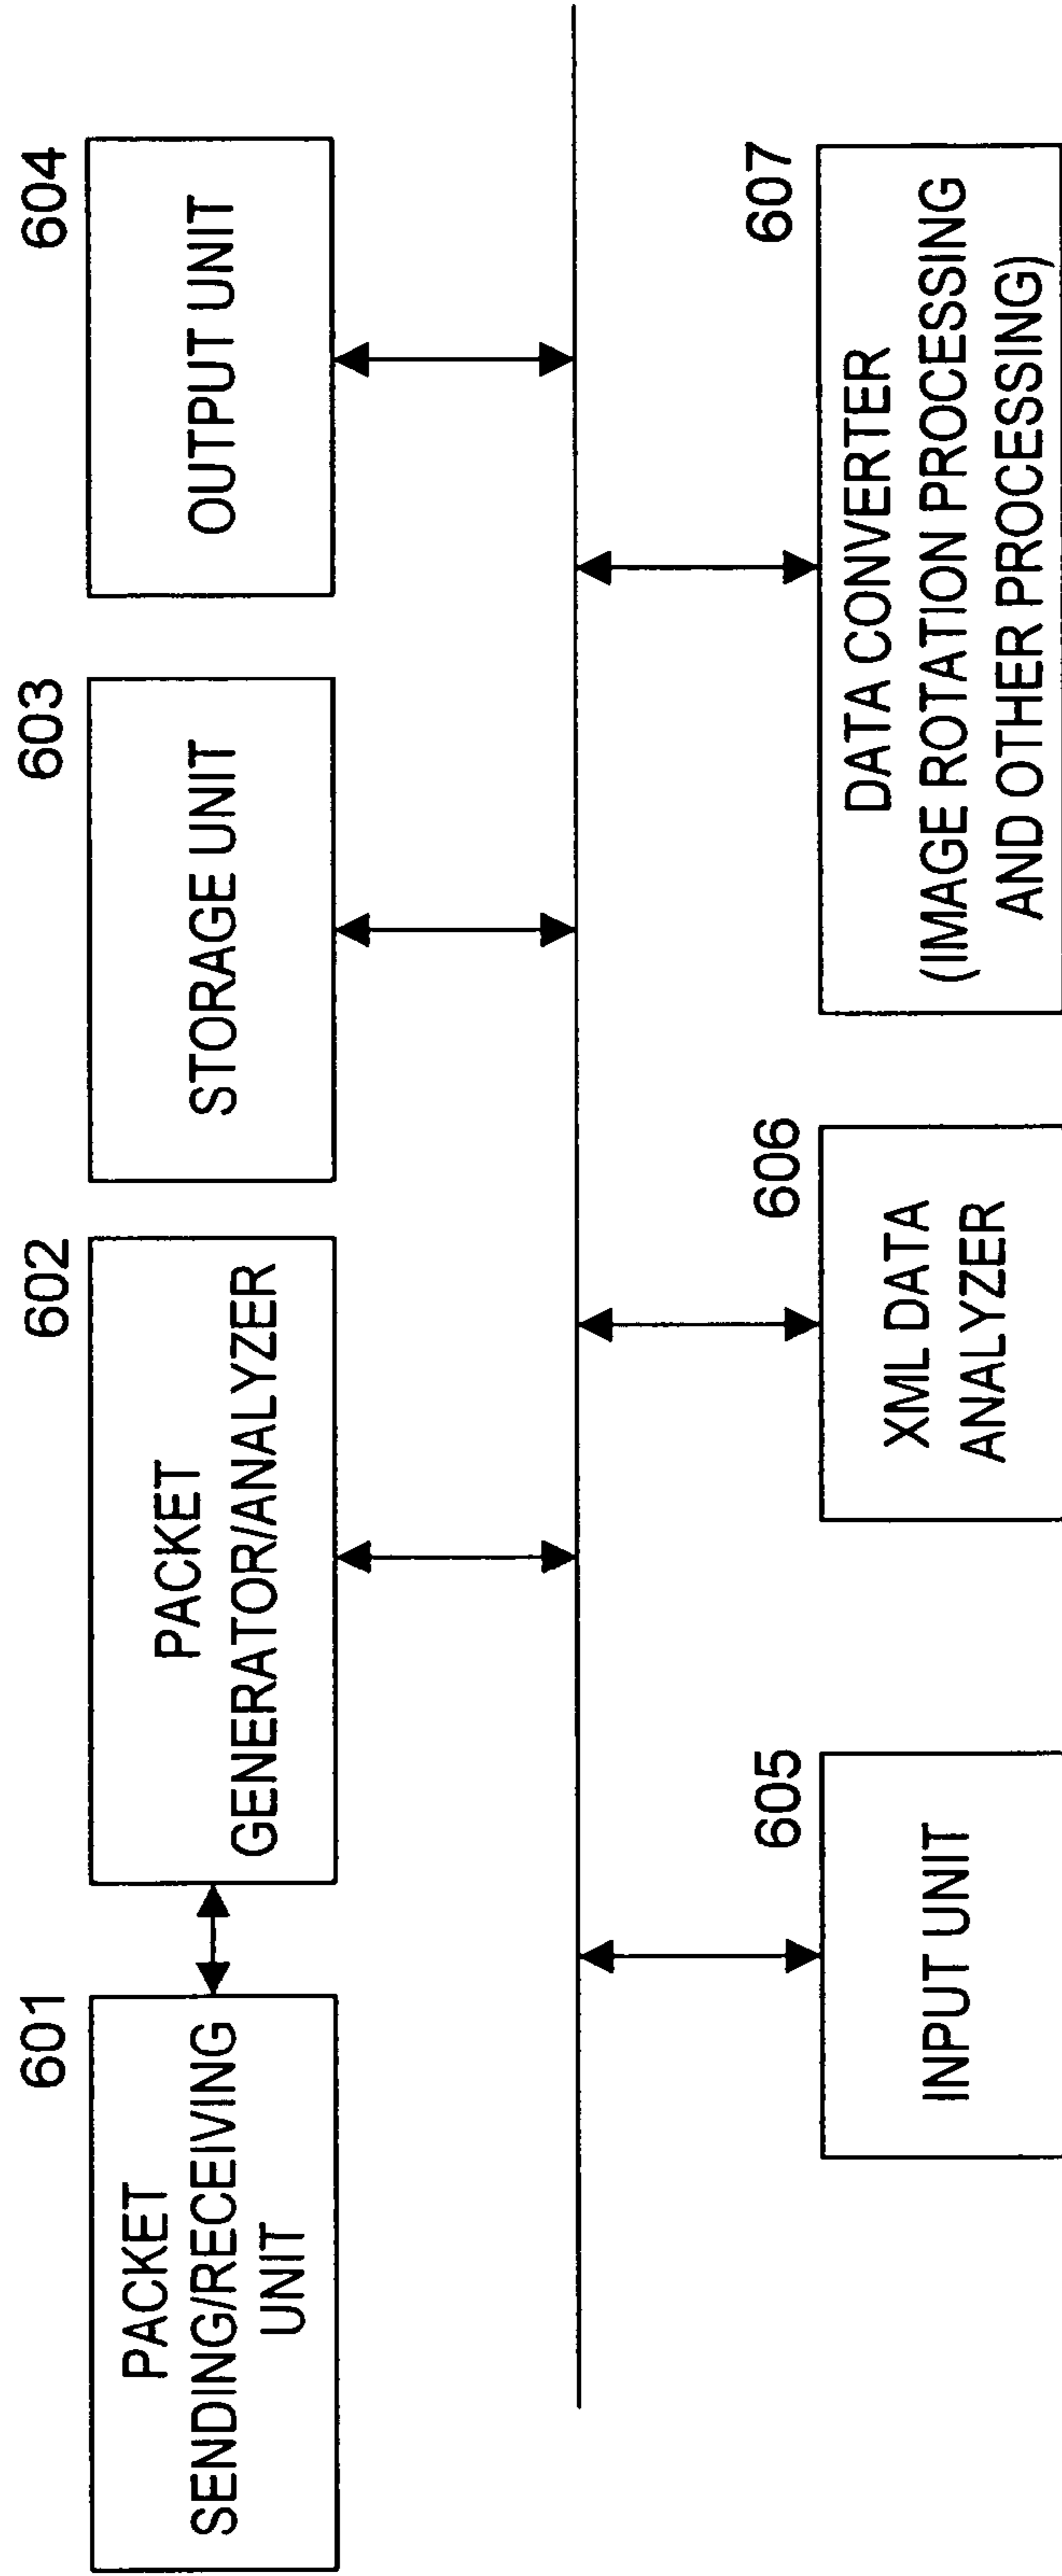 601
PACKET
SENDING/RECEIVING
UNIT
602
PACKET
GENERATOR/ANALYZER
603
STORAGE UNIT
604
OUTPUT UNIT
605
INPUT UNIT
606
XML DATA
ANALYZER
607
DATA CONVERTER
(IMAGE ROTATION PROCESSING
AND OTHER PROCESSING)